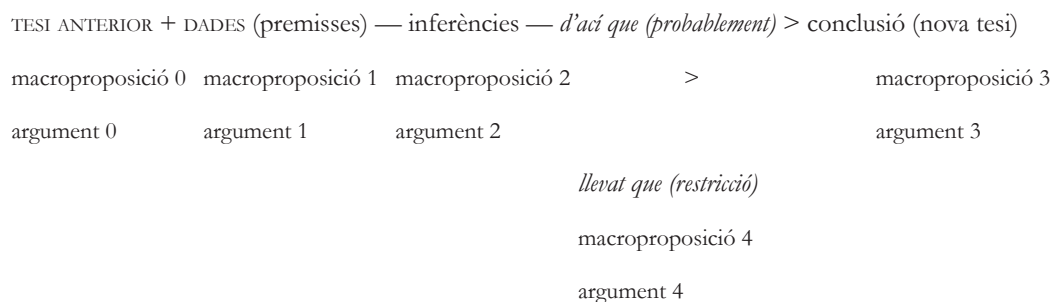 TESI ANTERIOR + DADES (premisses) — inferències — d’ací que (probablement) > conclusió (nova tesi)
macroproposició 0 macroproposició 1 macroproposició 2 > macroproposició 3
argument 0 argument 1 argument 2 argument 3
llevat que (restricció)
macroproposició 4
argument 4